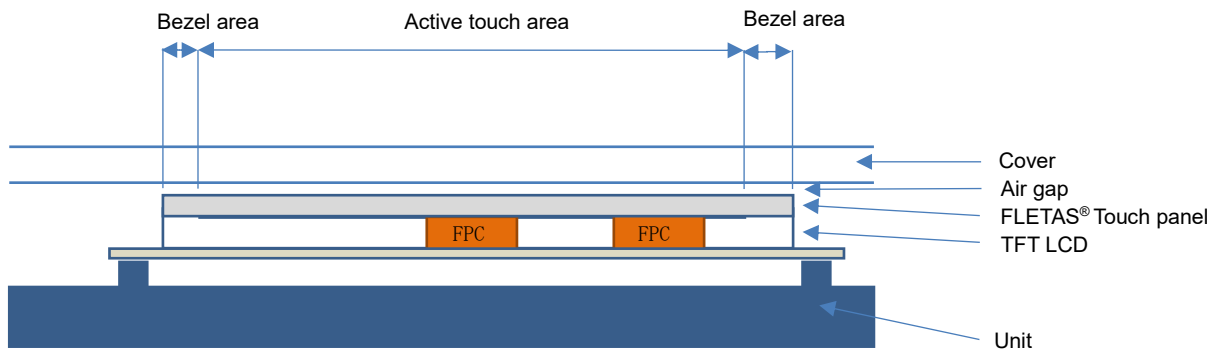 Bezel area
Active touch area
Bezel area
Cover
Air gap
FLETAS® Touch panel
FPC
FPC
TFT LCD
Unit